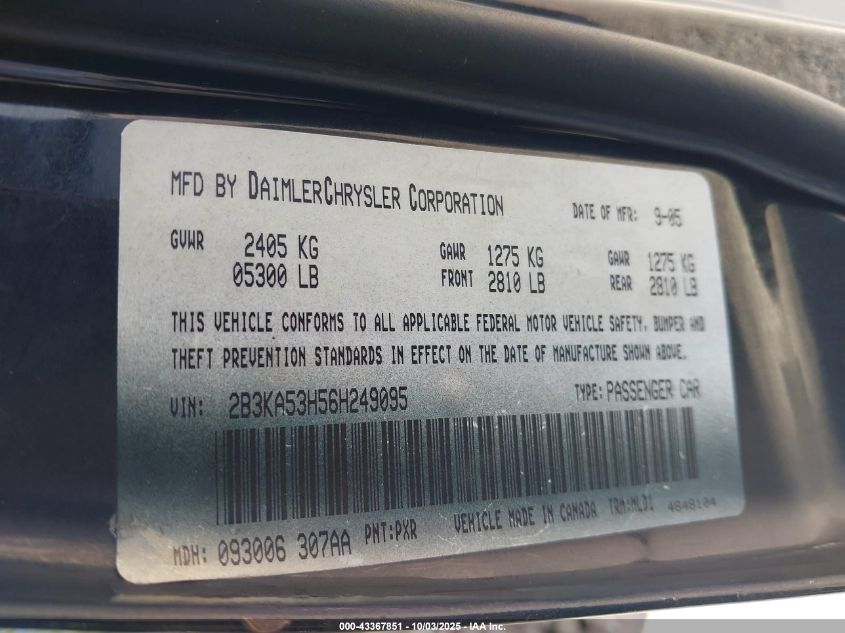 MFD BY DAIMLERCHRYSLER CORPORATION DATE OF MFR: 9-05
GVWR 2405 KG GAWR 1275 KG GAWR 1275 KG
05300 LB FRONT 2810 LB REAR 2810 LB
THIS VEHICLE CONFORMS TO ALL APPLICABLE FEDERAL MOTOR VEHICLE SAFETY, BUMPER AND
THEFT PREVENTION STANDARDS IN EFFECT ON THE DATE OF MANUFACTURE SHOWN ABOVE.
VIN: 2B3KA53H56H249095 TYPE: PASSENGER CAR
MDH: 093006 307AA PNT:PXR VEHICLE MADE IN CANADA TRM:MLD1 4648104
000-43367851 - 10/03/2025 - IAA Inc.